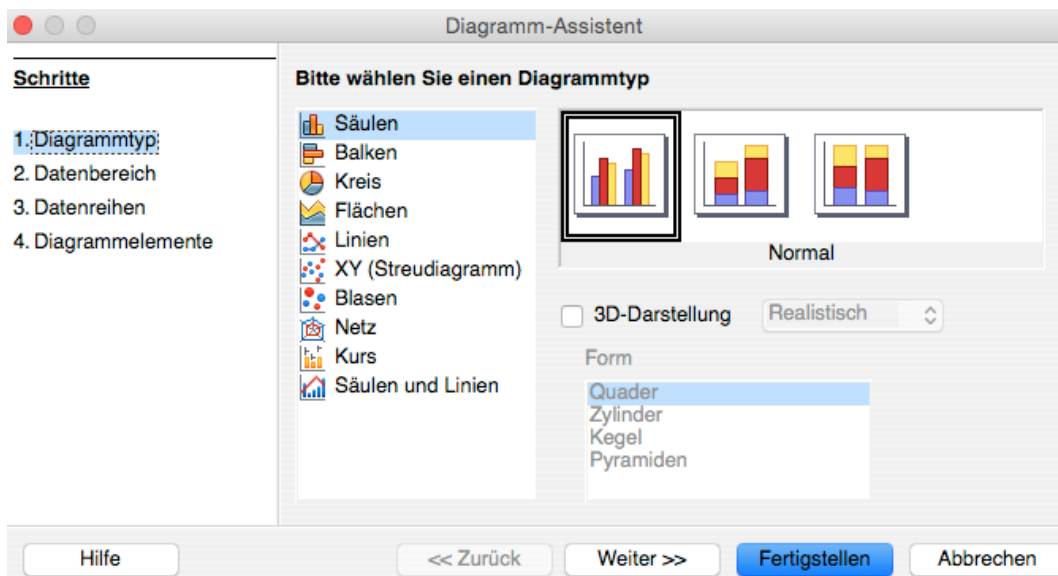 Diagramm-Assistent
Schritte
1. Diagrammtyp
2. Datenbereich
3. Datenreihen
4. Diagrammelemente
Bitte wählen Sie einen Diagrammtyp
Säulen
Balken
Kreis
Flächen
Linien
XY (Streudiagramm)
Blasen
Netz
Kurs
Säulen und Linien
Normal
3D-Darstellung Realistisch
Form
Quader
Zylinder
Kegel
Pyramiden
Hilfe << Zurück Weiter >> Fertigstellen Abbrechen